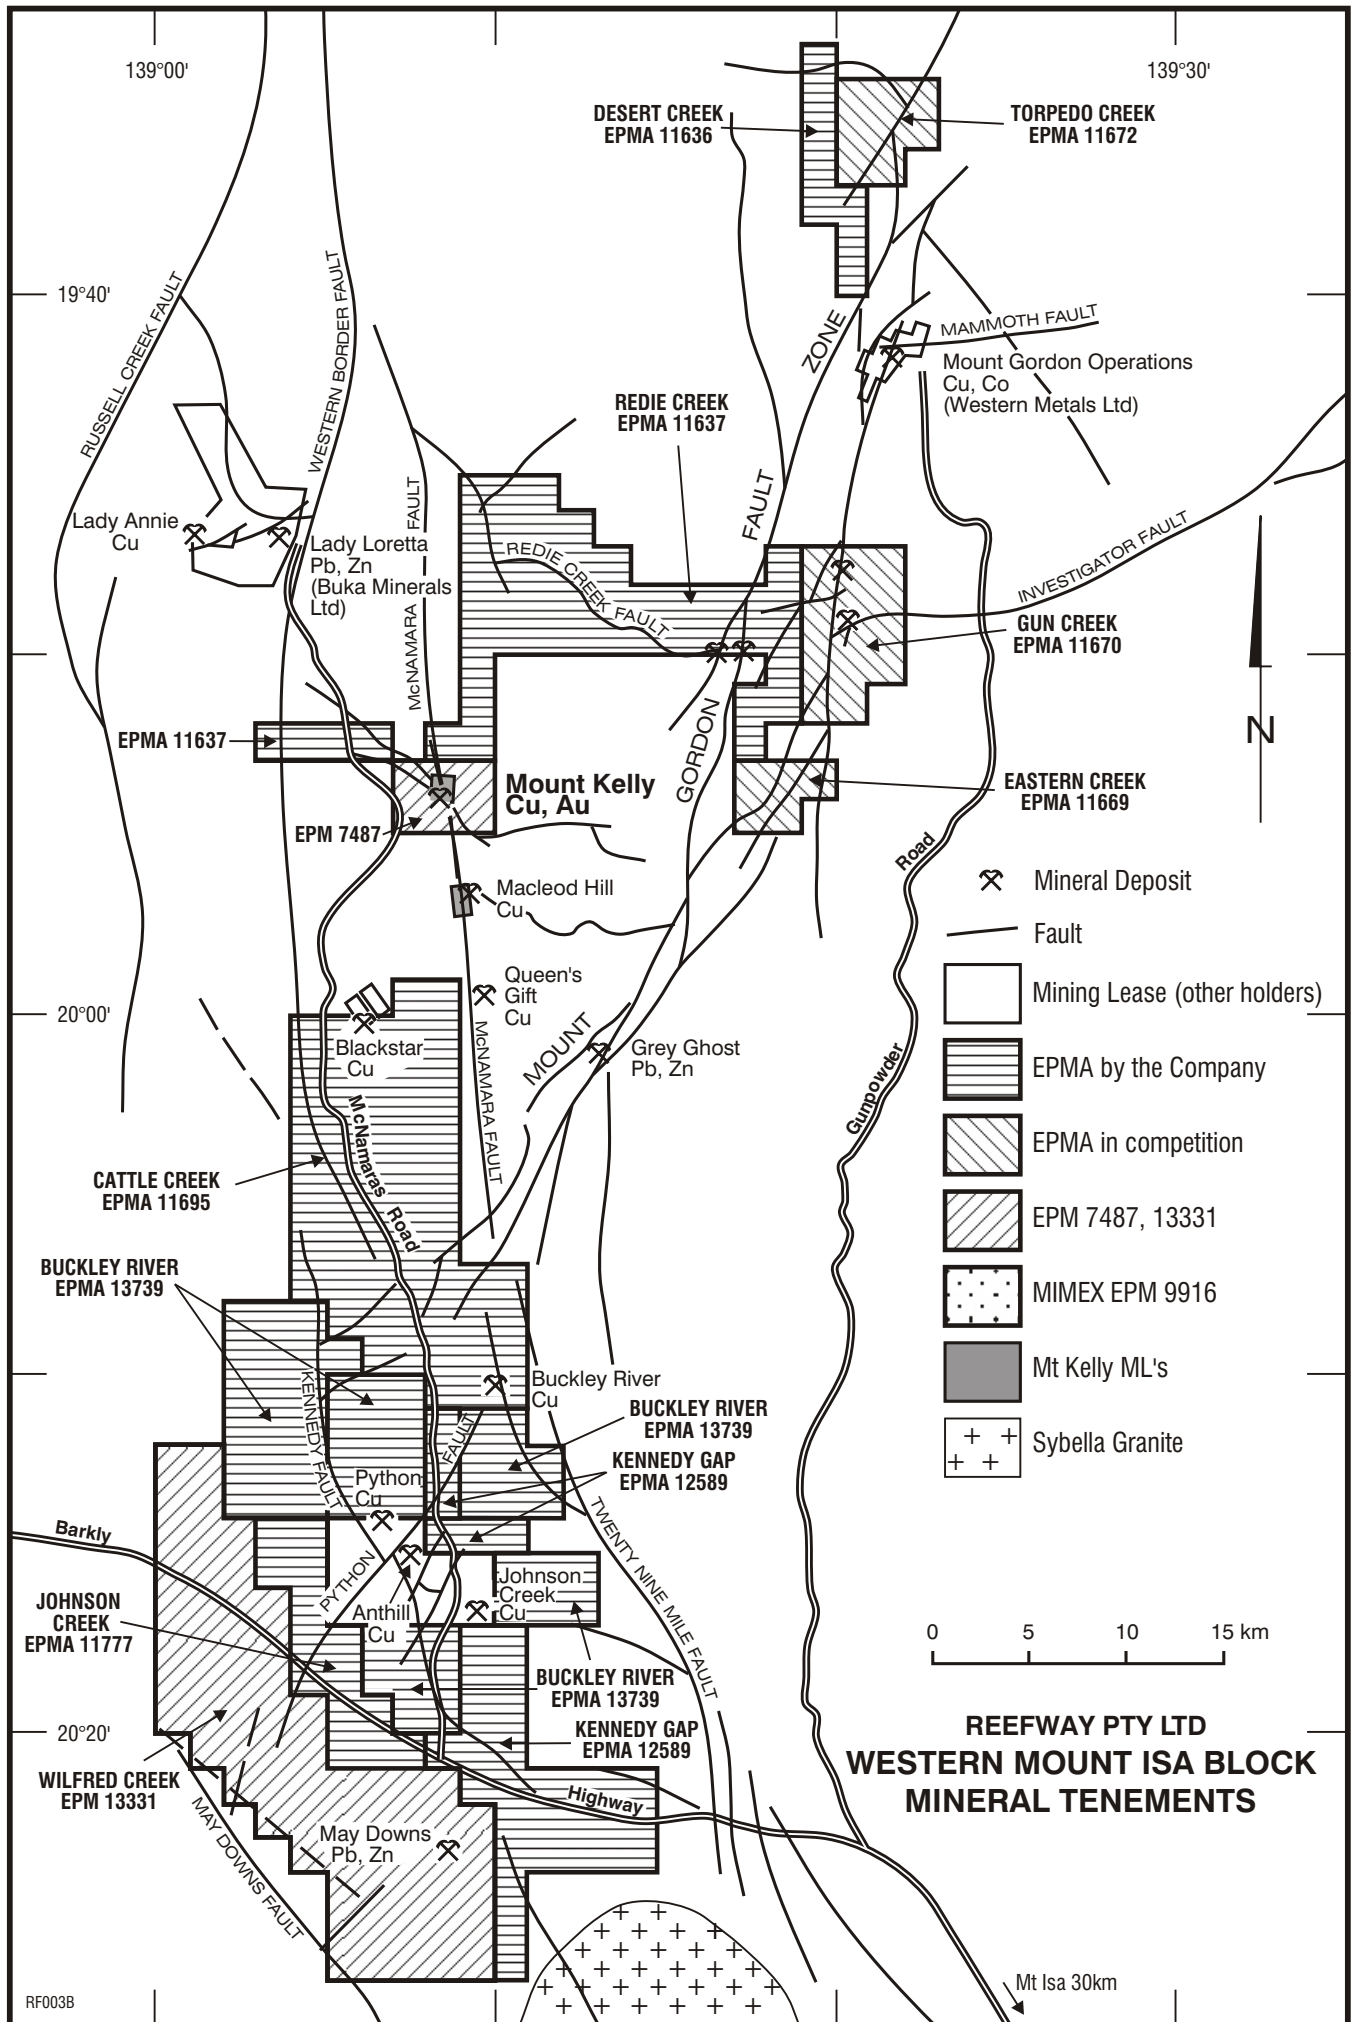 139°00'
139°30'
DESERT CREEK
EPMA 11636
TORPEDO CREEK
EPMA 11672
19°40'
RUSSELL CREEK FAULT
WESTERN BORDER FAULT
MAMMOTH FAULT
Mount Gordon Operations
Cu, Co
(Western Metals Ltd)
REDIE CREEK
EPMA 11637
Lady Annie
Cu
Lady Loretta
Pb, Zn
(Buka Minerals
Ltd)
McNAMARA FAULT
REDIE CREEK FAULT
MOUNT GORDON FAULT ZONE
INVESTIGATOR FAULT
GUN CREEK
EPMA 11670
EPMA 11637
Mount Kelly
Cu, Au
EPM 7487
EASTERN CREEK
EPMA 11669
N
Macleod Hill
Cu
Queen's
Gift
Cu
20°00'
Blackstar
Cu
Grey Ghost
Pb, Zn
McNAMARA FAULT
McNamaras Road
Gunpowder Road
Mineral Deposit
Fault
Mining Lease (other holders)
EPMA by the Company
EPMA in competition
EPM 7487, 13331
MIMEX EPM 9916
Mt Kelly ML's
Sybella Granite
CATTLE CREEK
EPMA 11695
BUCKLEY RIVER
EPMA 13739
KENNEDY FAULT
Buckley River
Cu
BUCKLEY RIVER
EPMA 13739
KENNEDY GAP
EPMA 12589
Python
Cu
PYTHON FAULT
TWENTY NINE MILE FAULT
Barkly Highway
JOHNSON
CREEK
EPMA 11777
Anthill
Cu
Johnson
Creek
Cu
BUCKLEY RIVER
EPMA 13739
KENNEDY GAP
EPMA 12589
20°20'
WILFRED CREEK
EPM 13331
MAY DOWNS FAULT
May Downs
Pb, Zn
0 5 10 15 km
REEFWAY PTY LTD
WESTERN MOUNT ISA BLOCK
MINERAL TENEMENTS
Mt Isa 30km
RF003B